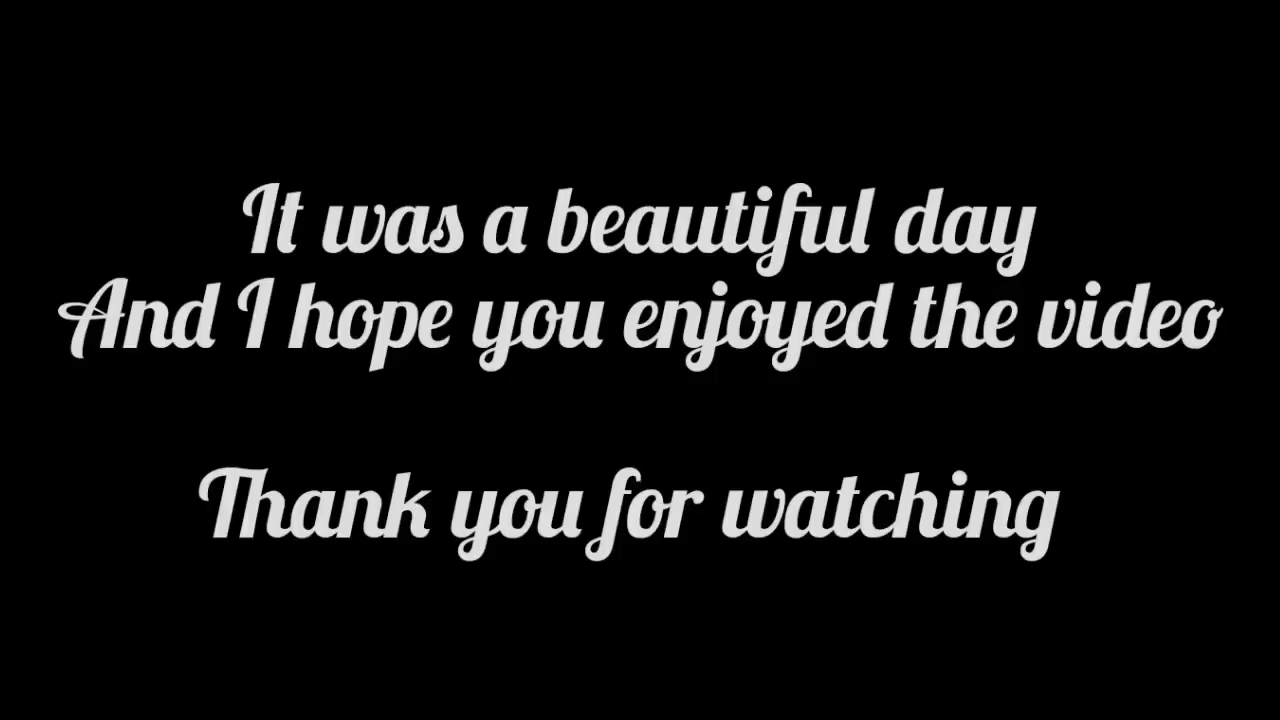 It was a beautiful day
And I hope you enjoyed the video
Thank you for watching